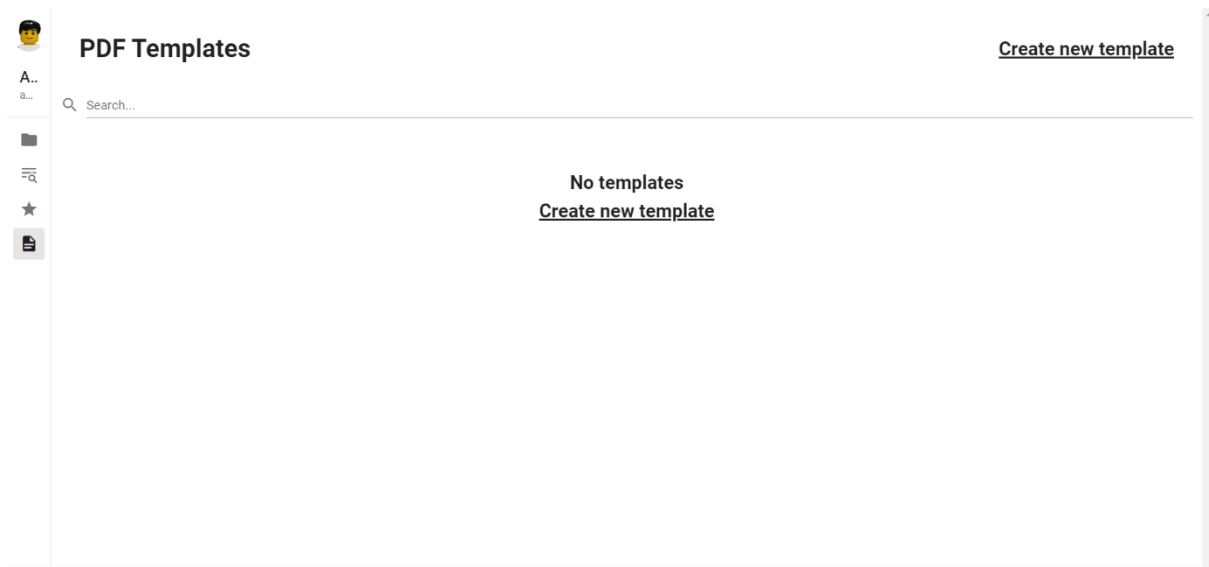 PDF Templates
Create new template
A..
a...
Search...
No templates
Create new template